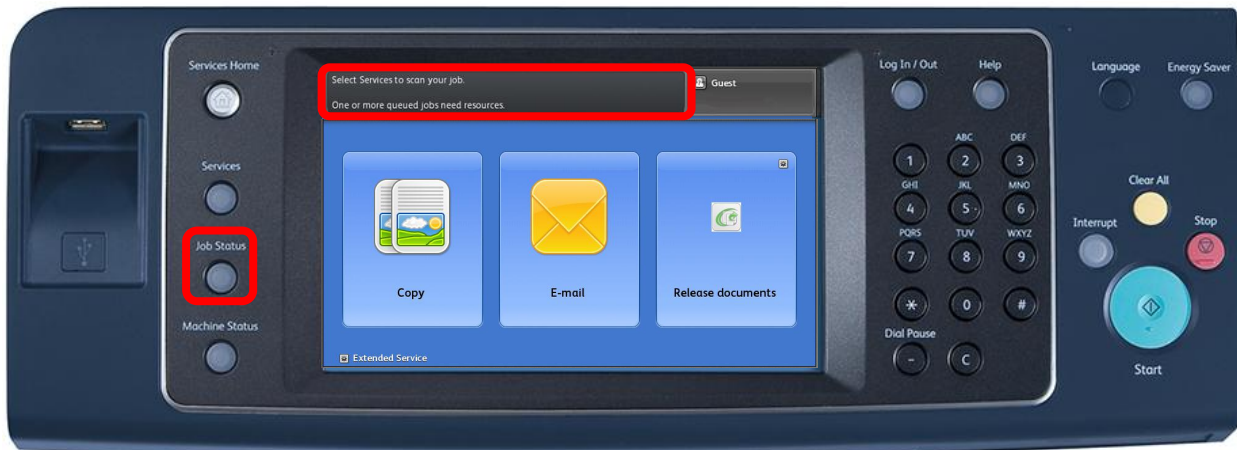 Services Home
Services
Job Status
Machine Status
Select Services to scan your job.
One or more queued jobs need resources.
Guest
Copy
E-mail
Release documents
Extended Service
Log In / Out
Help
ABC
DEF
1
2
3
GHI
JKL
MNO
4
5
6
PQRS
TUV
WXYZ
7
8
9
*
0
#
Dial Pause
-
C
Language
Energy Saver
Clear All
Interrupt
Stop
Start